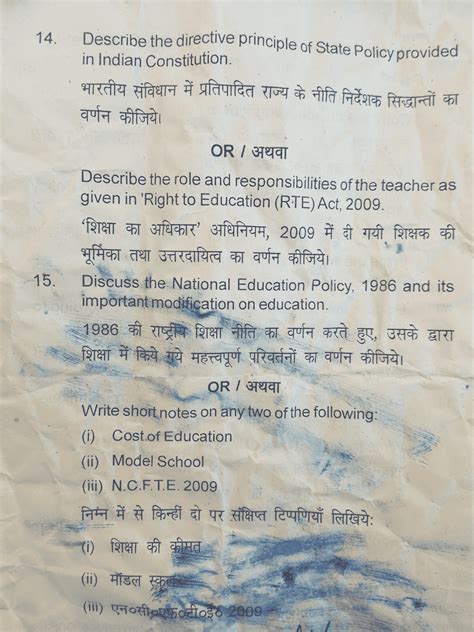 14. Describe the directive principle of State Policy provided
in Indian Constitution.
भारतीय संविधान में प्रतिपादित राज्य के नीति निर्देशक सिद्धान्तों का
वर्णन कीजिये।
OR / अथवा
Describe the role and responsibilities of the teacher as
given in 'Right to Education (RTE) Act, 2009.
‘शिक्षा का अधिकार’ अधिनियम, 2009 में दी गयी शिक्षक की
भूमिका तथा उत्तरदायित्व का वर्णन कीजिये।
15. Discuss the National Education Policy, 1986 and its
important modification on education.
1986 की राष्ट्रीय शिक्षा नीति का वर्णन करते हुए, उसके द्वारा
शिक्षा में किये गये महत्त्वपूर्ण परिवर्तनों का वर्णन कीजिये।
OR / अथवा
Write short notes on any two of the following:
(i) Cost of Education
(ii) Model School
(iii) N.C.F.T.E. 2009
निम्न में से किन्हीं दो पर संक्षिप्त टिप्पणियाँ लिखिये:
(i) शिक्षा की कीमत
(ii) मॉडल स्कूल
(iii) एन०सी०एफ०टी०ई० 2009